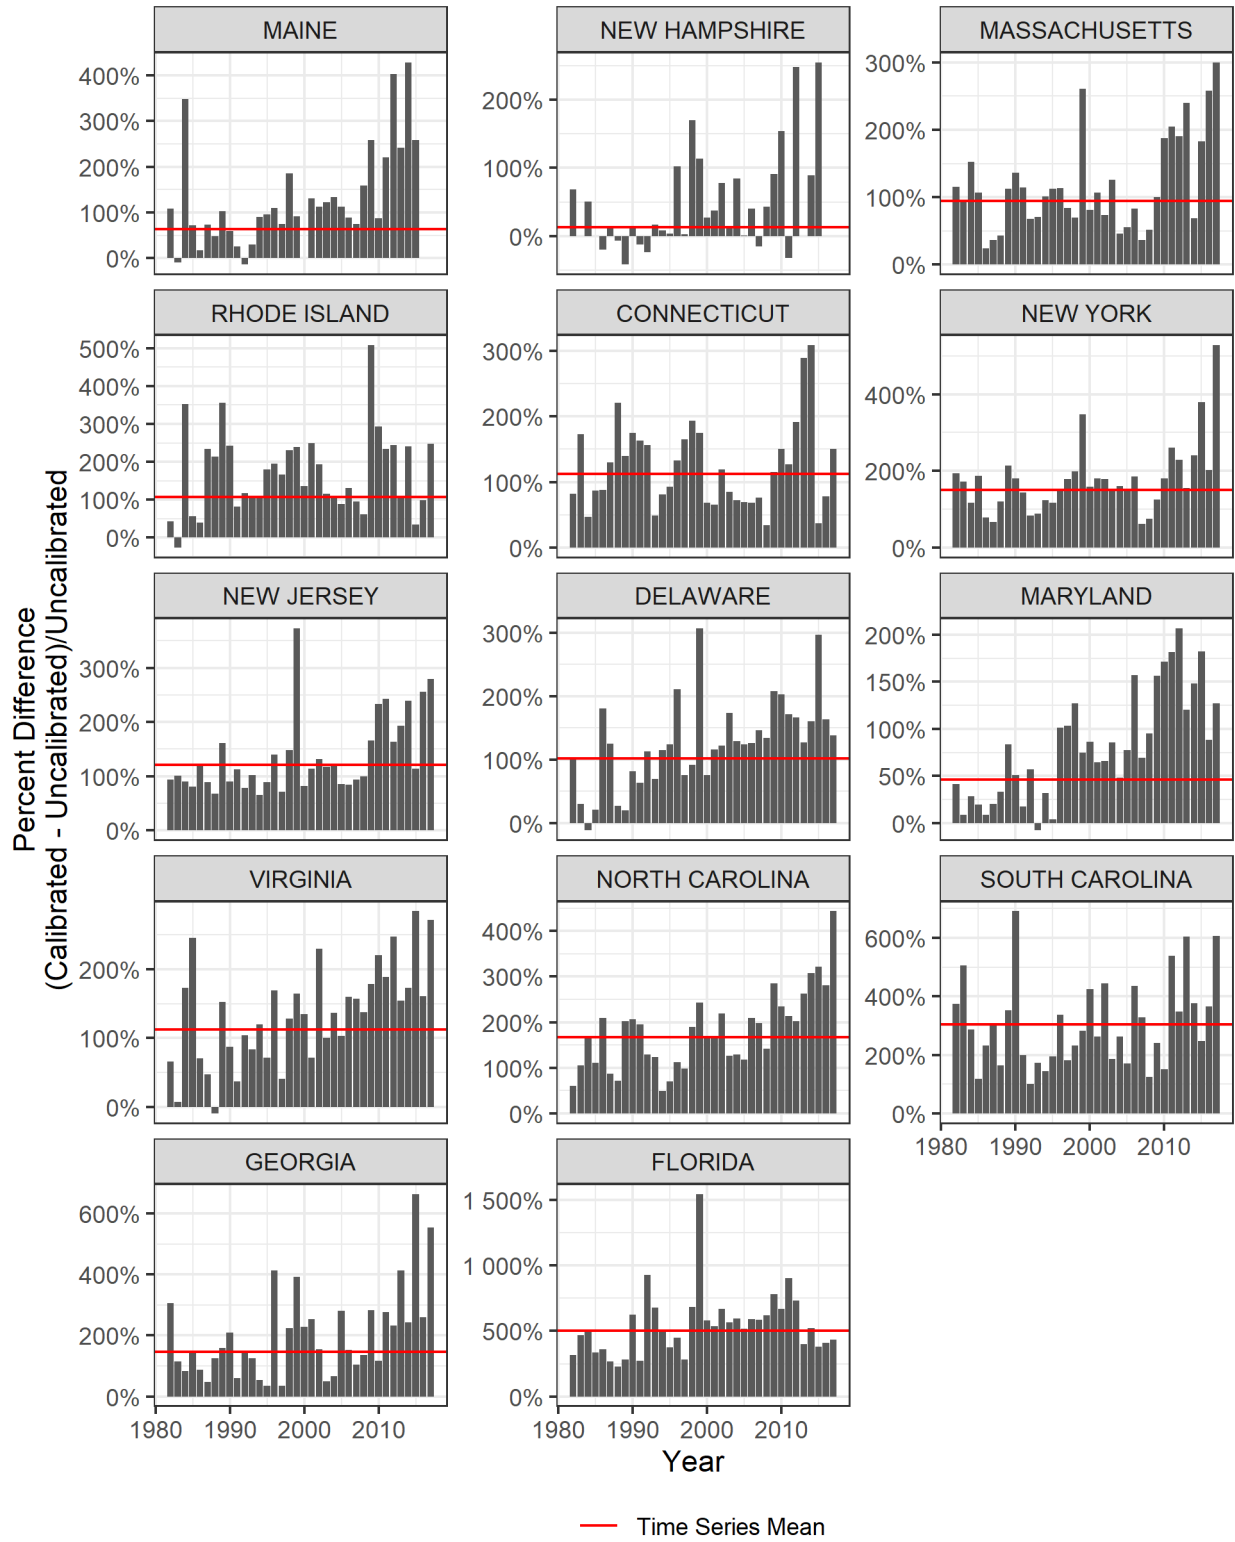 MAINE
NEW HAMPSHIRE
MASSACHUSETTS
400%
300%
200%
100%
0%
200%
100%
0%
300%
200%
100%
0%
RHODE ISLAND
CONNECTICUT
NEW YORK
500%
400%
300%
200%
100%
0%
300%
200%
100%
0%
400%
200%
0%
NEW JERSEY
DELAWARE
MARYLAND
300%
200%
100%
0%
300%
200%
100%
0%
200%
150%
100%
50%
0%
Percent Difference
(Calibrated - Uncalibrated)/Uncalibrated
VIRGINIA
NORTH CAROLINA
SOUTH CAROLINA
200%
100%
0%
400%
300%
200%
100%
0%
600%
400%
200%
0%
1980 1990 2000 2010
GEORGIA
FLORIDA
600%
400%
200%
0%
1 500%
1 000%
500%
0%
1980 1990 2000 2010
1980 1990 2000 2010
Year
Time Series Mean